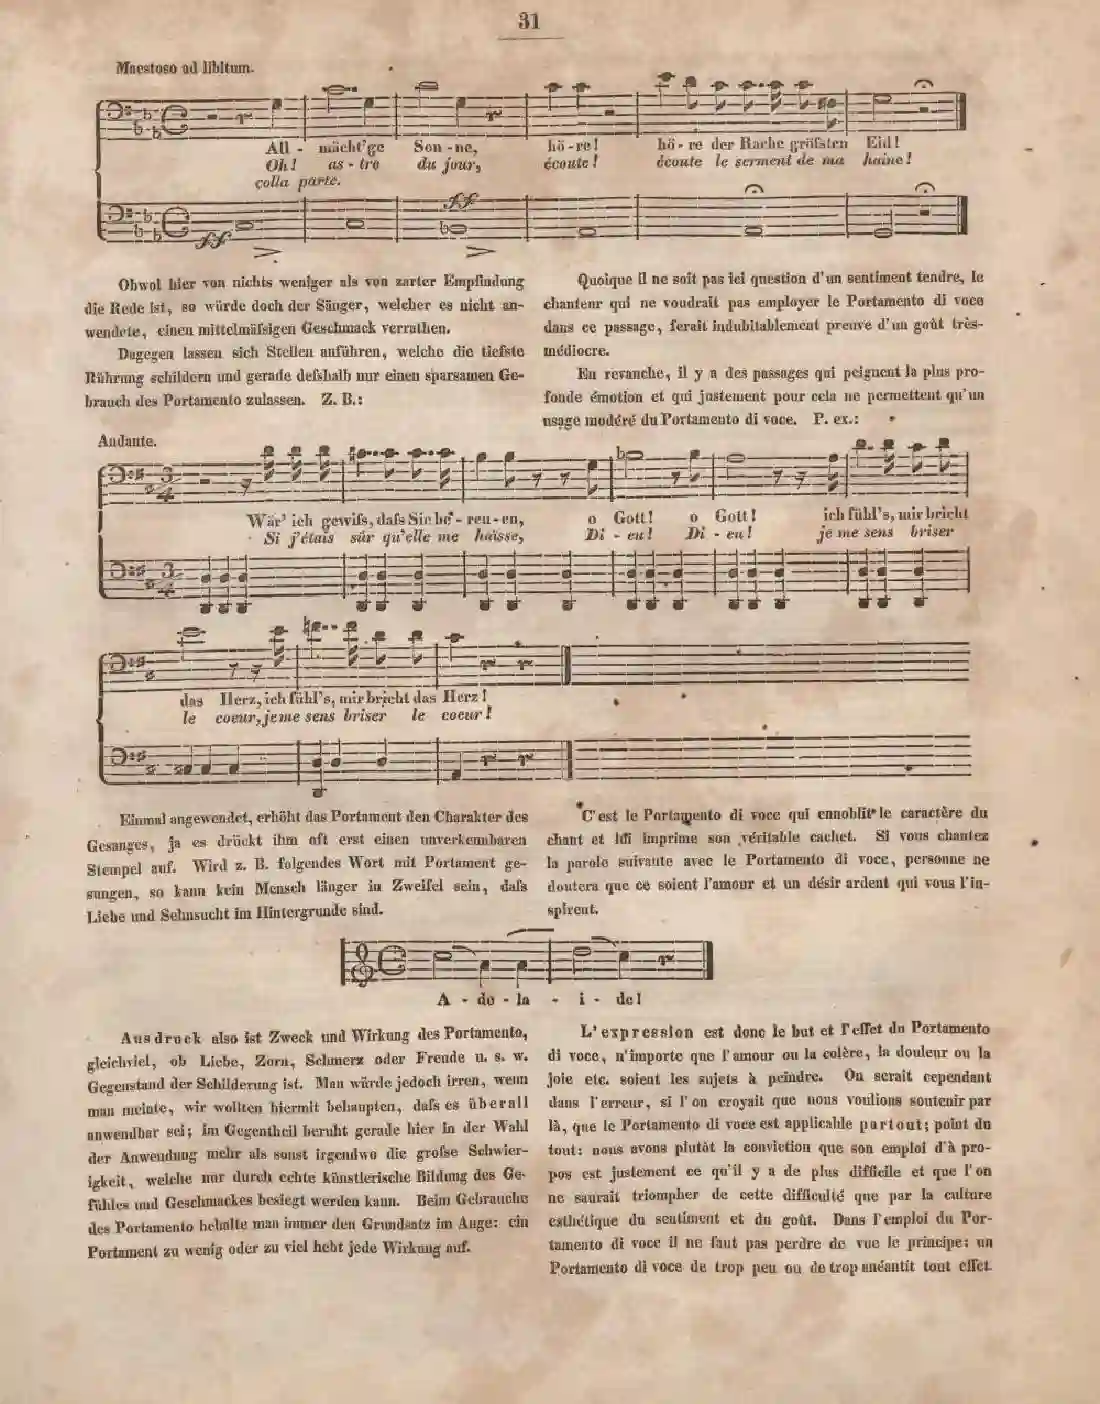 31
Maestoso ad libitum.
All - mächt'ge Son - ne, hö - re! hö - re der Rache größsten Eid!
Oh! as - tre du jour, écoute! écoute le serment de ma haine!
colla parte.
ff
ff
Obwol hier von nichts weniger als von zarter Empfindung
die Rede ist, so würde doch der Sänger, welcher es nicht an-
wendete, einen mittelmäfsigen Geschmack verrathen.
Dagegen lassen sich Stellen anführen, welche die tiefste
Rührung schildern und gerade defshalb nur einen sparsamen Ge-
brauch des Portamento zulassen. Z. B.:
Quoique il ne soit pas ici question d'un sentiment tendre, le
chanteur qui ne voudrait pas employer le Portamento di voce
dans ce passage, ferait indubitablement preuve d'un goût très-
médiocre.
En revanche, il y a des passages qui peignent la plus pro-
fonde émotion et qui justement pour cela ne permettent qu'un
usage modéré du Portamento di voce. P. ex.:
Andante.
Wär' ich gewifs, dafs Sie be - reu - en, o Gott! o Gott! ich fühl's, mir bricht
Si j'étais sûr qu'elle me haïsse, Di - eu! Di - eu! je me sens briser
das Herz, ich fühl's, mir bricht das Herz!
le coeur, je me sens briser le coeur!
Einmal angewendet, erhöht das Portament den Charakter des
Gesanges, ja es drückt ihm oft erst einen unverkennbaren
Stempel auf. Wird z. B. folgendes Wort mit Portament ge-
sungen, so kann kein Mensch länger in Zweifel sein, dafs
Liebe und Sehnsucht im Hintergrunde sind.
C'est le Portamento di voce qui ennoblit le caractère du
chant et lui imprime son véritable cachet. Si vous chantez
la parole suivante avec le Portamento di voce, personne ne
doutera que ce soient l'amour et un désir ardent qui vous l'in-
spirent.
A - de - la - i - de!
Ausdruck also ist Zweck und Wirkung des Portamento,
gleichviel, ob Liebe, Zorn, Schmerz oder Freude u. s. w.
Gegenstand der Schilderung ist. Man würde jedoch irren, wenn
man meinte, wir wollten hiermit behaupten, dafs es überall
anwendbar sei; im Gegentheil beruht gerade hier in der Wahl
der Anwendung mehr als sonst irgendwo die grofse Schwier-
igkeit, welche nur durch echte künstlerische Bildung des Ge-
fühles und Geschmackes besiegt werden kann. Beim Gebrauche
des Portamento behalte man immer den Grundsatz im Auge: ein
Portament zu wenig oder zu viel hebt jede Wirkung auf.
L'expression est donc le but et l'effet du Portamento
di voce, n'importe que l'amour ou la colère, la douleur ou la
joie etc. soient les sujets à peindre. On serait cependant
dans l'erreur, si l'on croyait que nous voulions soutenir par
là, que le Portamento di voce est applicable partout; point du
tout: nous avons plutôt la conviction que son emploi d'à pro-
pos est justement ce qu'il y a de plus difficile et que l'on
ne saurait triompher de cette difficulté que par la culture
esthétique du sentiment et du goût. Dans l'emploi du Por-
tamento di voce il ne faut pas perdre de vue le principe: un
Portamento di voce de trop peu ou de trop anéantit tout effet.